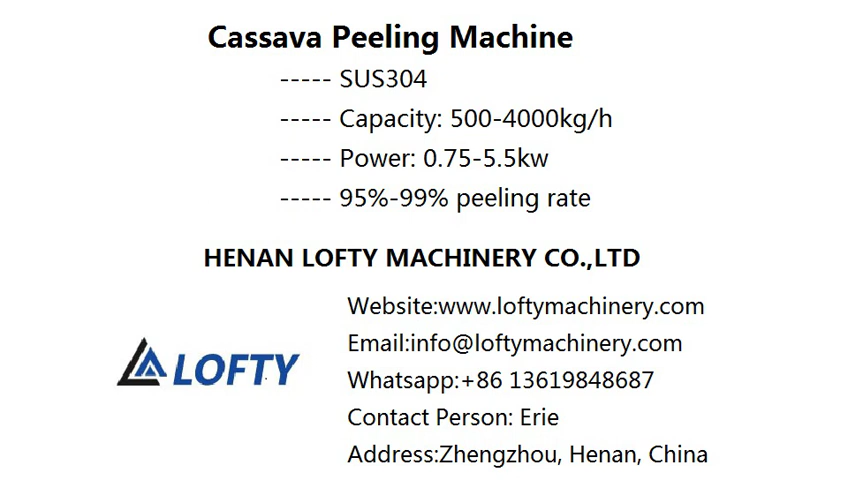 Cassava Peeling Machine
----- SUS304
----- Capacity: 500-4000kg/h
----- Power: 0.75-5.5kw
----- 95%-99% peeling rate
HENAN LOFTY MACHINERY CO.,LTD
Website:www.loftymachinery.com
Email:info@loftymachinery.com
LOFTY
Whatsapp:+86 13619848687
Contact Person: Erie
Address:Zhengzhou, Henan, China